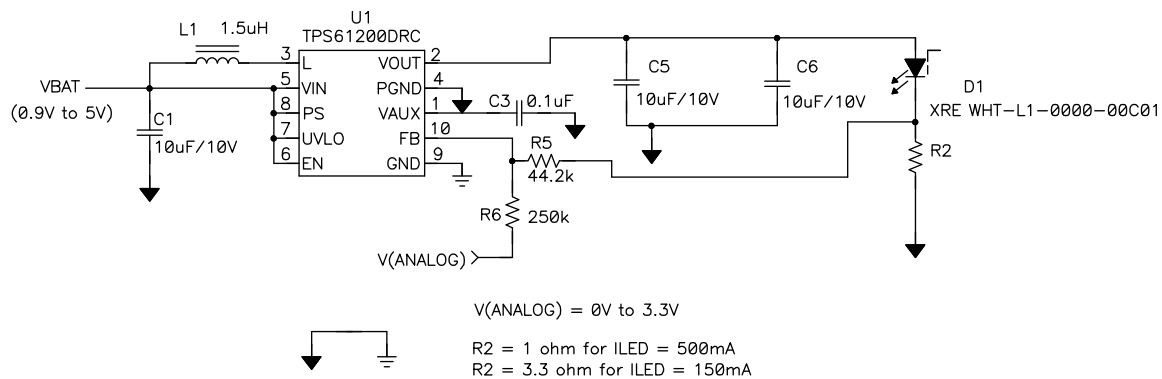 U1
TPS61200DRC
L1 1.5uH
3 L
VOUT 2
VBAT
5 VIN
PGND 4
(0.9V to 5V)
8 PS
VAUX 1
7 UVLO
FB 10
6 EN
GND 9
C1
10uF/10V
C3 0.1uF
C5
10uF/10V
C6
10uF/10V
D1
XRE WHT-L1-0000-00C01
R5
44.2k
R2
R6 250k
V(ANALOG)
V(ANALOG) = 0V to 3.3V
R2 = 1 ohm for ILED = 500mA
R2 = 3.3 ohm for ILED = 150mA